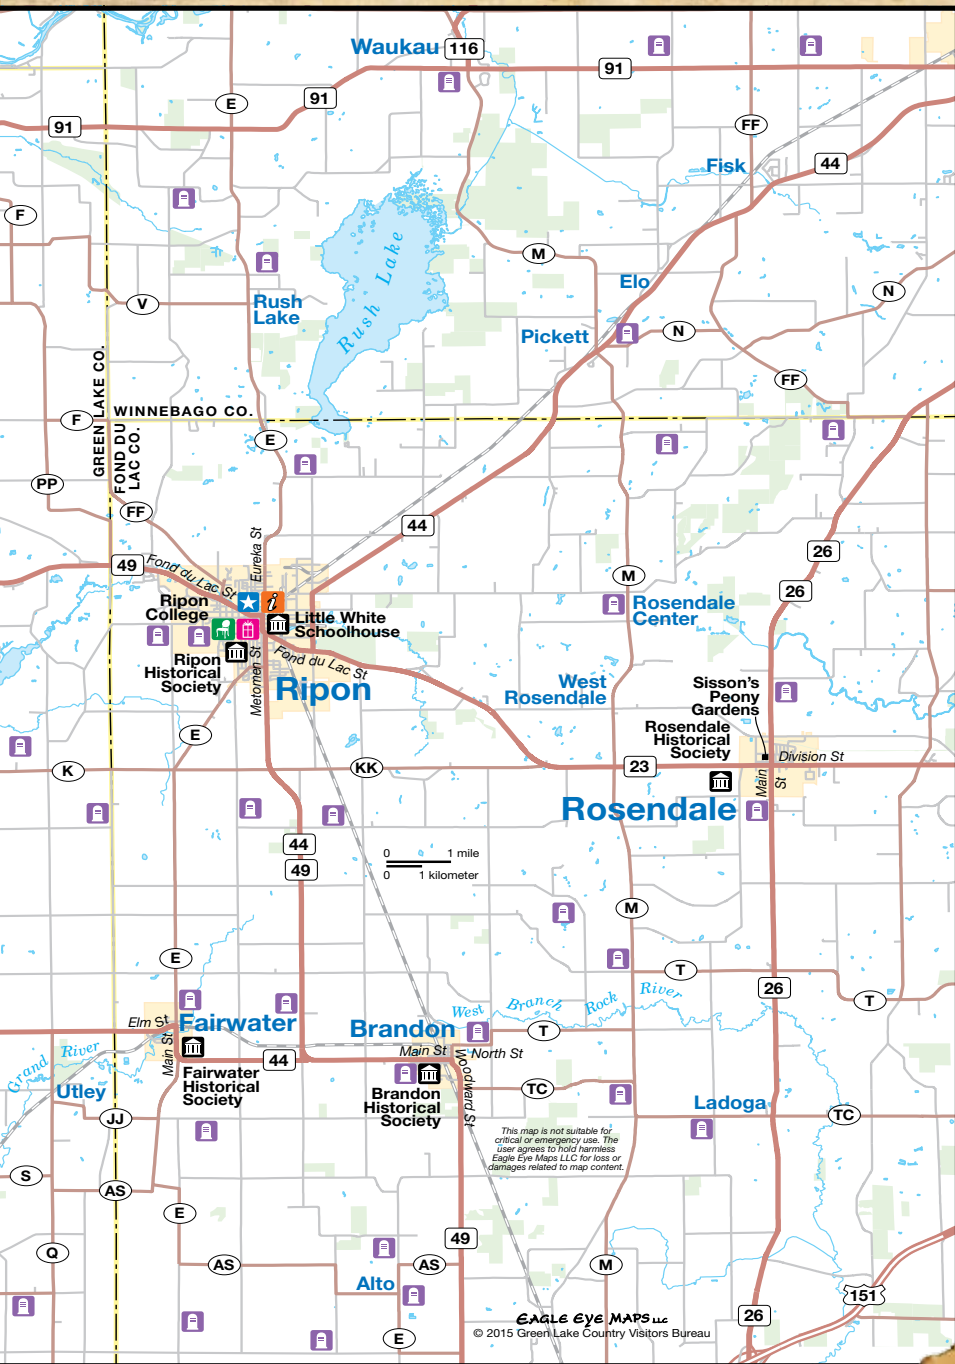 Waukau
116
91
91
E
91
FF
Fisk
44
F
M
Rush Lake
Elo
N
V
Rush
Lake
Pickett
N
FF
GREEN LAKE CO.
WINNEBAGO CO.
F
FOND DU
LAC CO.
E
PP
FF
44
Eureka St
26
49
Fond du Lac St
M
26
Ripon
College
i
Little White
Schoolhouse
Rosendale
Center
Ripon
Historical
Society
Metomen St
Fond du Lac St
Ripon
West
Rosendale
Sisson's
Peony
Gardens
Rosendale
Historical
Society
E
Division St
K
KK
23
Main
St
Rosendale
44
0 1 mile
0 1 kilometer
49
M
E
T
26
T
West Branch Rock River
Elm St
Fairwater
Brandon
T
Grand River
Main St
44
Main St
North St
Woodward St
Fairwater
Historical
Society
Utley
TC
Brandon
Historical
Society
Ladoga
JJ
TC
This map is not suitable for
critical or emergency use. The
user agrees to hold harmless
Eagle Eye Maps LLC for loss or
damages related to map content.
S
AS
E
Q
49
AS
AS
M
Alto
151
26
EAGLE EYE MAPS LLC
© 2015 Green Lake Country Visitors Bureau
E